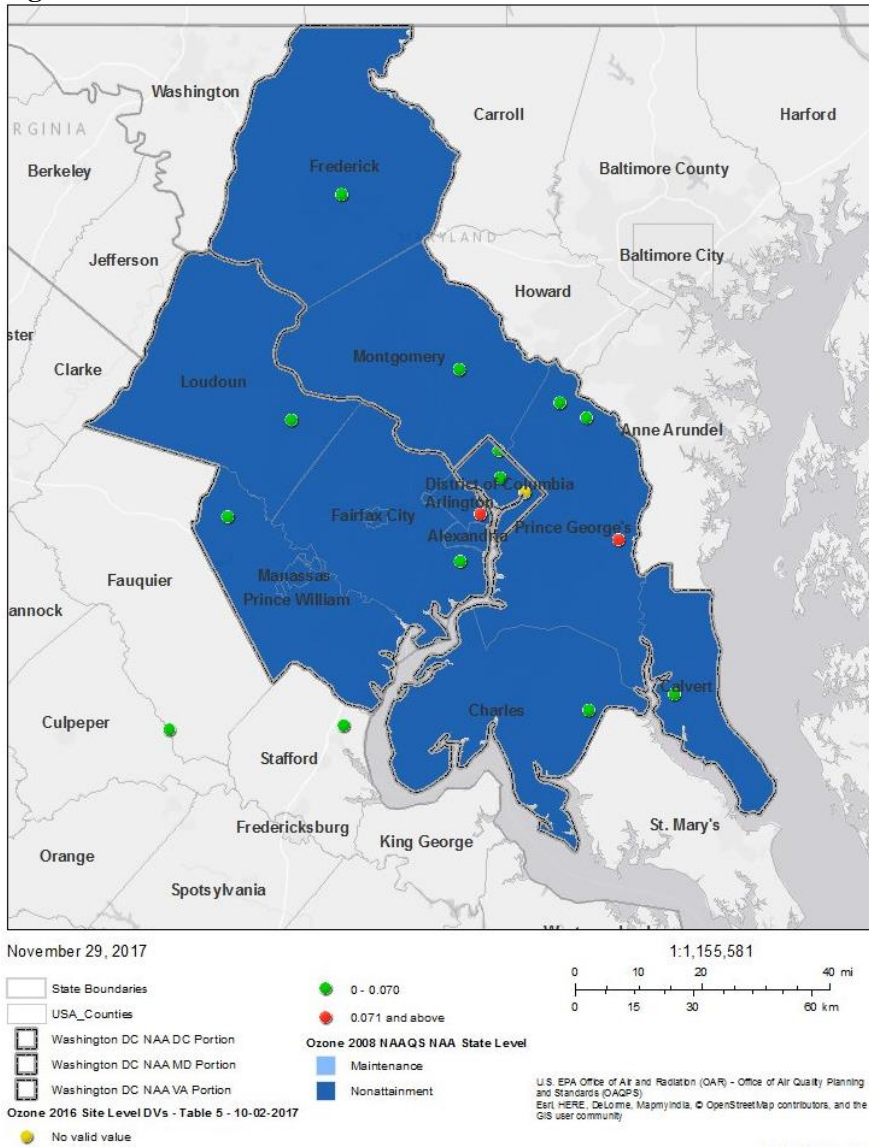 Washington
Carroll
Harford
RGINIA
Berkeley
Frederick
Baltimore County
RYLAND
Baltimore City
Jefferson
Howard
ster
Clarke
Montgomery
Loudoun
Anne Arundel
District of Columbia
Arlington
Fairfax City
Prince George's
Alexandria
Fauquier
Manassas
Prince William
annock
Calvert
Charles
Culpeper
Stafford
Fredericksburg
King George
St. Mary's
Orange
Spotsylvania
November 29, 2017
1:1,155,581
0 10 20 40 mi
0 15 30 60 km
State Boundaries
USA_Counties
Washington DC NAA DC Portion
Washington DC NAA MD Portion
Washington DC NAA VA Portion
Ozone 2016 Site Level DVs - Table 5 - 10-02-2017
No valid value
0 - 0.070
0.071 and above
Ozone 2008 NAAQS NAA State Level
Maintenance
Nonattainment
U.S. EPA Office of Air and Radiation (OAR) - Office of Air Quality Planning
and Standards (OAQPS)
Esri, HERE, DeLorme, MapmyIndia, © OpenStreetMap contributors, and the
GIS user community